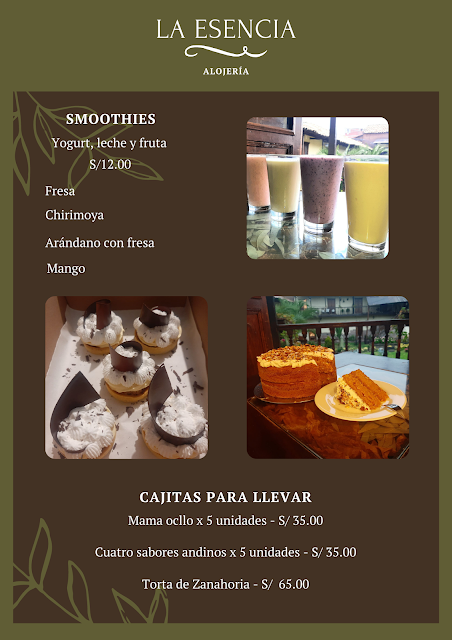 LA ESENCIA
ALOJERÍA
SMOOTHIES
Yogurt, leche y fruta
S/12.00
Fresa
Chirimoya
Arándano con fresa
Mango
CAJITAS PARA LLEVAR
Mama ocllo x 5 unidades - S/ 35.00
Cuatro sabores andinos x 5 unidades - S/ 35.00
Torta de Zanahoria - S/ 65.00